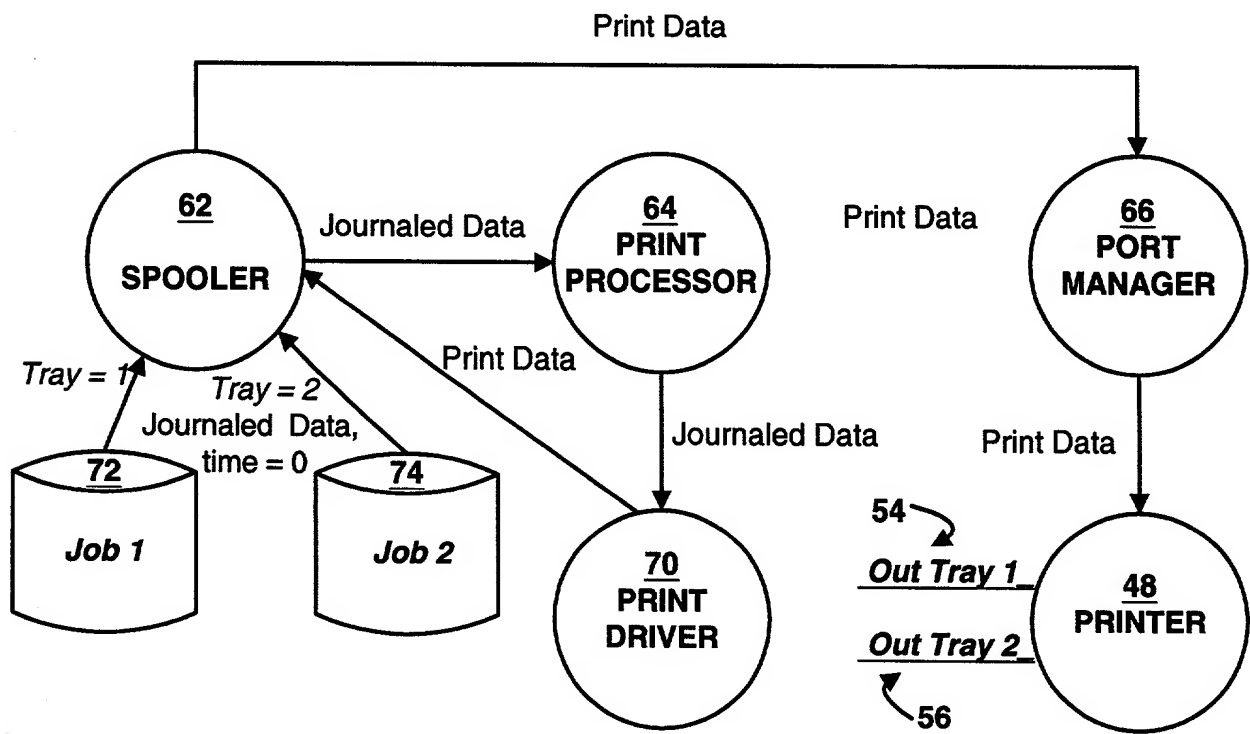 Print Data
62
SPOOLER
Journaled Data
64
PRINT
PROCESSOR
Print Data
66
PORT
MANAGER
Tray = 1
Tray = 2
Journaled Data,
time = 0
Print Data
Journaled Data
Print Data
72
Job 1
74
Job 2
70
PRINT
DRIVER
54
Out Tray 1
Out Tray 2
56
48
PRINTER